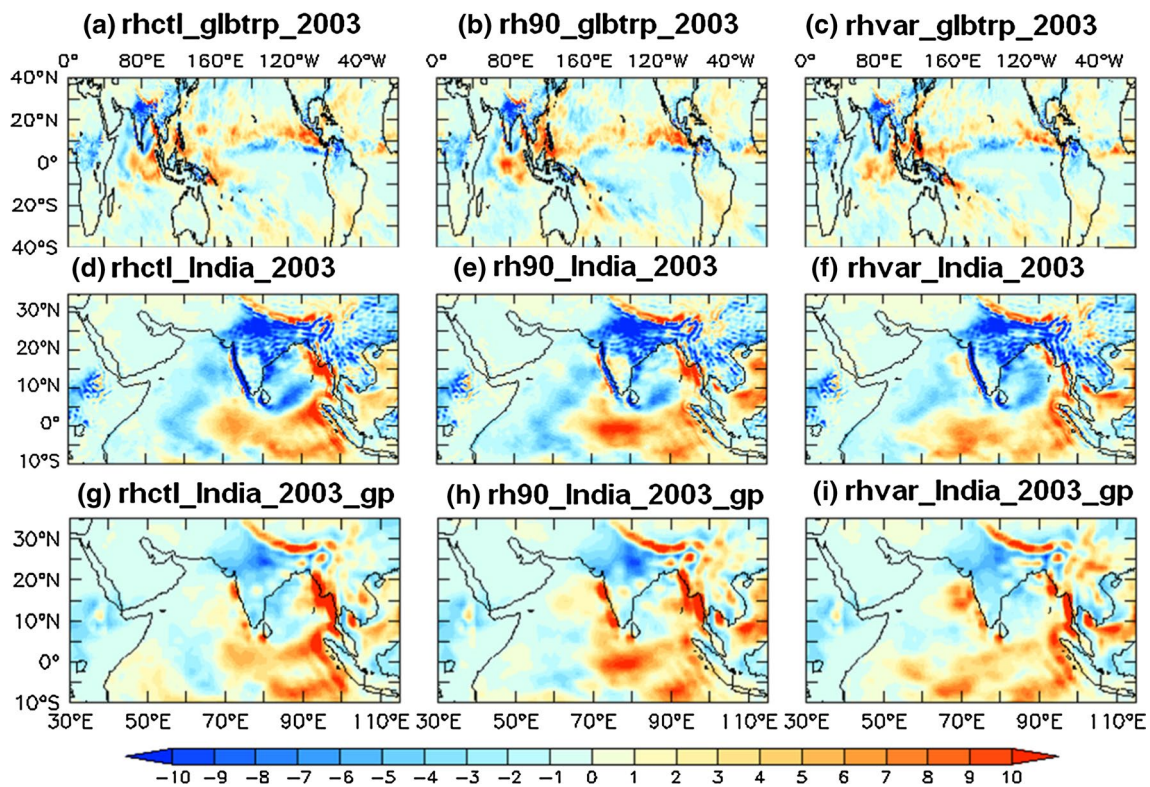 (a) rhctl_glbtrp_2003 (b) rh90_glbtrp_2003 (c) rhvar_glbtrp_2003
0° 80°E 160°E 120°W 40°W 0° 80°E 160°E 120°W 40°W 0° 80°E 160°E 120°W 40°W
40°N
20°N
0°
20°S
40°S
(d) rhctl_India_2003 (e) rh90_India_2003 (f) rhvar_India_2003
30°N
20°N
10°N
0°
10°S
(g) rhctl_India_2003_gp (h) rh90_India_2003_gp (i) rhvar_India_2003_gp
30°N
20°N
10°N
0°
10°S
30°E 50°E 70°E 90°E 110°E 30°E 50°E 70°E 90°E 110°E 30°E 50°E 70°E 90°E 110°E
−10 −9 −8 −7 −6 −5 −4 −3 −2 −1 0 1 2 3 4 5 6 7 8 9 10